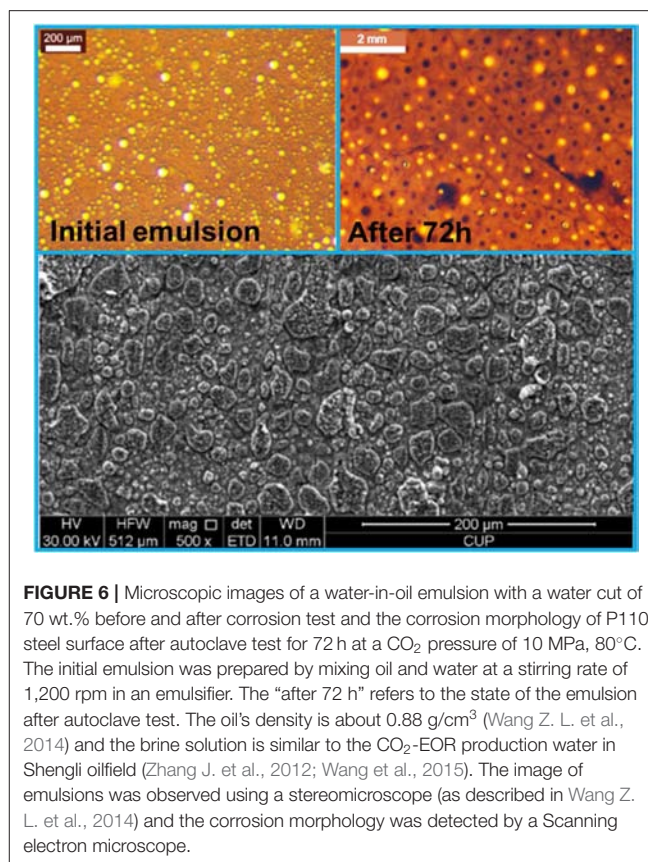 200 µm
2 mm
Initial emulsion
After 72h
HV HFW mag □ det WD 200 µm
30.00 kV 512 µm 500 x ETD 11.0 mm CUP
FIGURE 6 | Microscopic images of a water-in-oil emulsion with a water cut of
70 wt.% before and after corrosion test and the corrosion morphology of P110
steel surface after autoclave test for 72 h at a CO₂ pressure of 10 MPa, 80°C.
The initial emulsion was prepared by mixing oil and water at a stirring rate of
1,200 rpm in an emulsifier. The “after 72 h” refers to the state of the emulsion
after autoclave test. The oil’s density is about 0.88 g/cm³ (Wang Z. L. et al.,
2014) and the brine solution is similar to the CO₂-EOR production water in
Shengli oilfield (Zhang J. et al., 2012; Wang et al., 2015). The image of
emulsions was observed using a stereomicroscope (as described in Wang Z.
L. et al., 2014) and the corrosion morphology was detected by a Scanning
electron microscope.